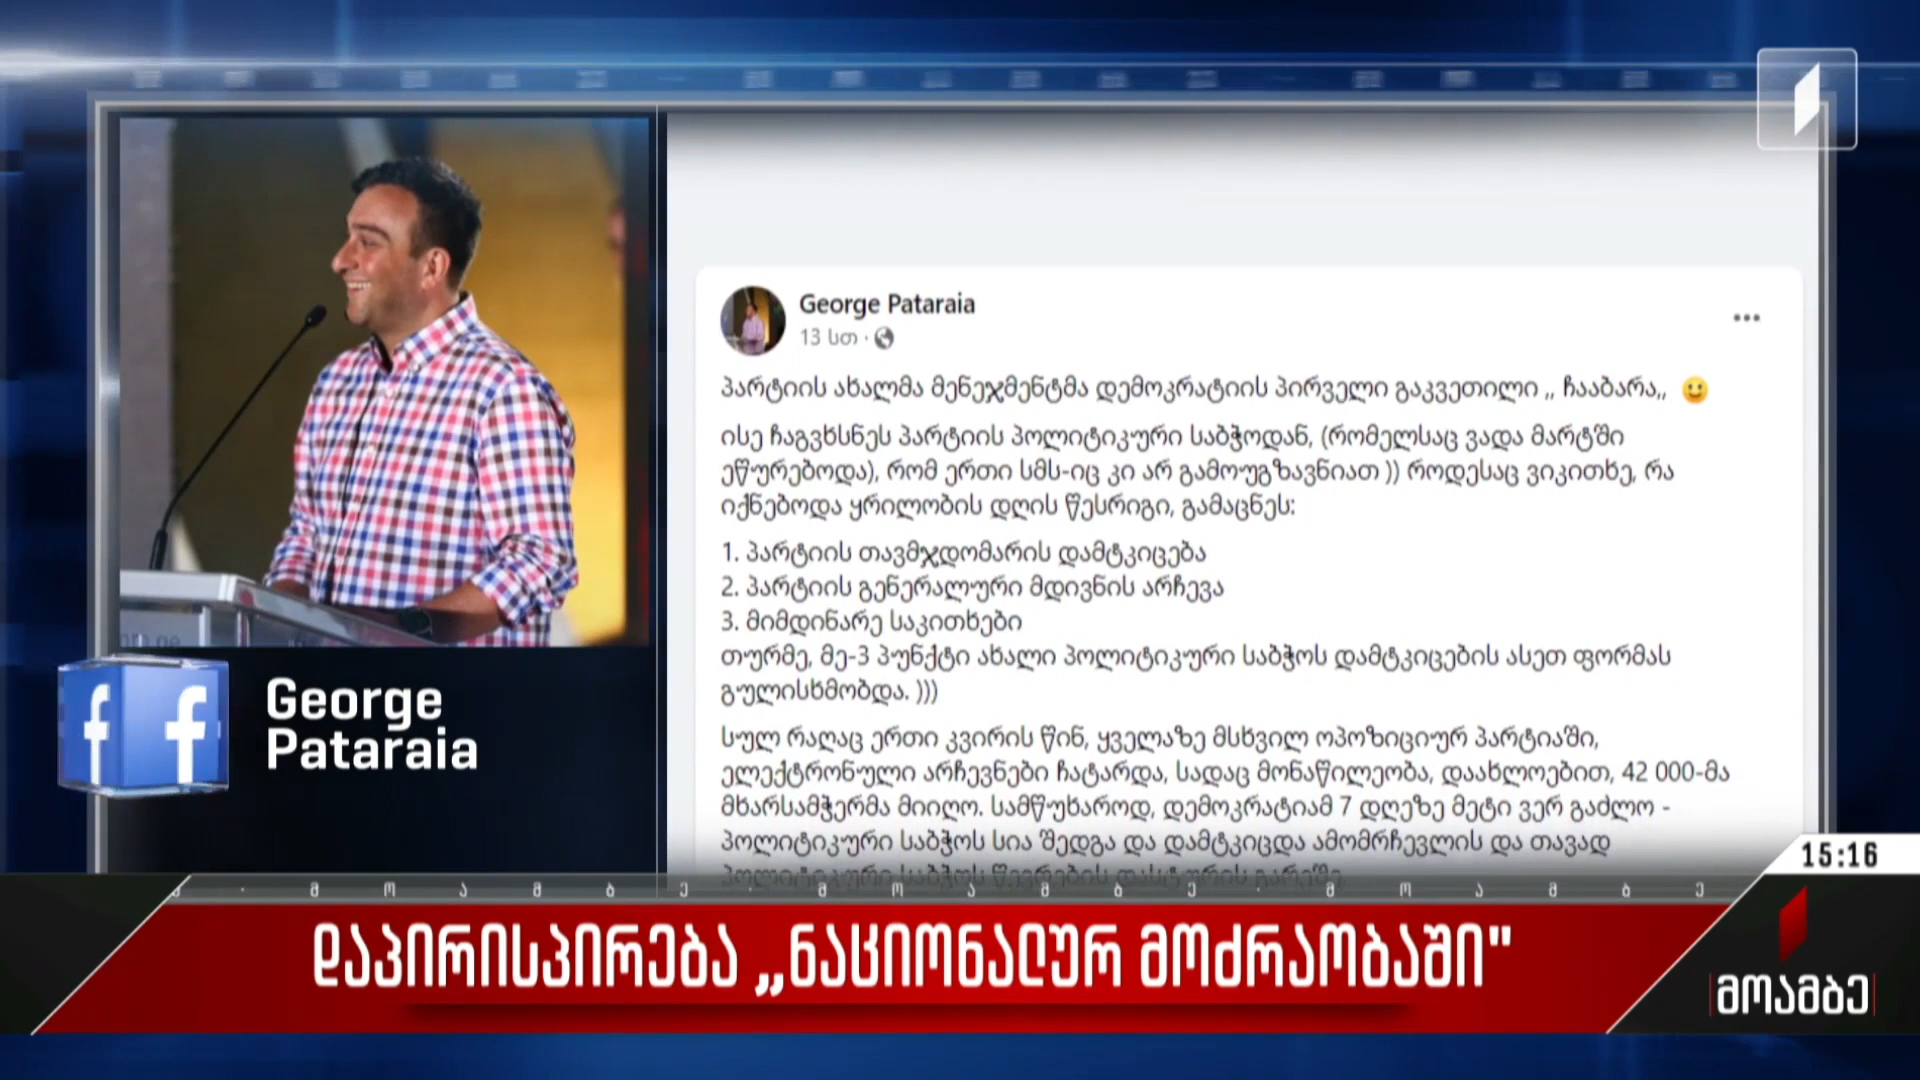 George Pataraia
13 სთ ·
პარტიის ახალმა მენეჯმენტმა დემოკრატიის პირველი გაკვეთილი ,, ჩააბარა,, 🙂
ისე ჩაგვხსნეს პარტიის პოლიტიკური საბჭოდან, (რომელსაც ვადა მარტში
ეწურებოდა), რომ ერთი სმს-იც კი არ გამოუგზავნიათ )) როდესაც ვიკითხე, რა
იქნებოდა ყრილობის დღის წესრიგი, გამაცნეს:
1. პარტიის თავმჯდომარის დამტკიცება
2. პარტიის გენერალური მდივნის არჩევა
3. მიმდინარე საკითხები
თურმე, მე-3 პუნქტი ახალი პოლიტიკური საბჭოს დამტკიცების ასეთ ფორმას
გულისხმობდა. )))
სულ რაღაც ერთი კვირის წინ, ყველაზე მსხვილ ოპოზიციურ პარტიაში,
ელექტრონული არჩევნები ჩატარდა, სადაც მონაწილეობა, დაახლოებით, 42 000-მა
მხარსამჭერმა მიიღო. სამწუხაროდ, დემოკრატიამ 7 დღეზე მეტი ვერ გაძლო -
პოლიტიკური საბჭოს სია შედგა და დამტკიცდა ამომრჩევლის და თავად
პოლიტიკური საბჭოს წევრების დასტურის გარეშე.
George
Pataraia
15:16
დაპირისპირება „ნაციონალურ მოძრაობაში"
მოამბე